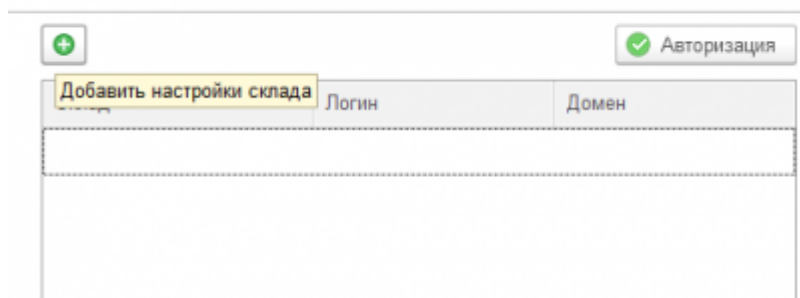 Авторизация
Добавить настройки склада
Логин
Домен